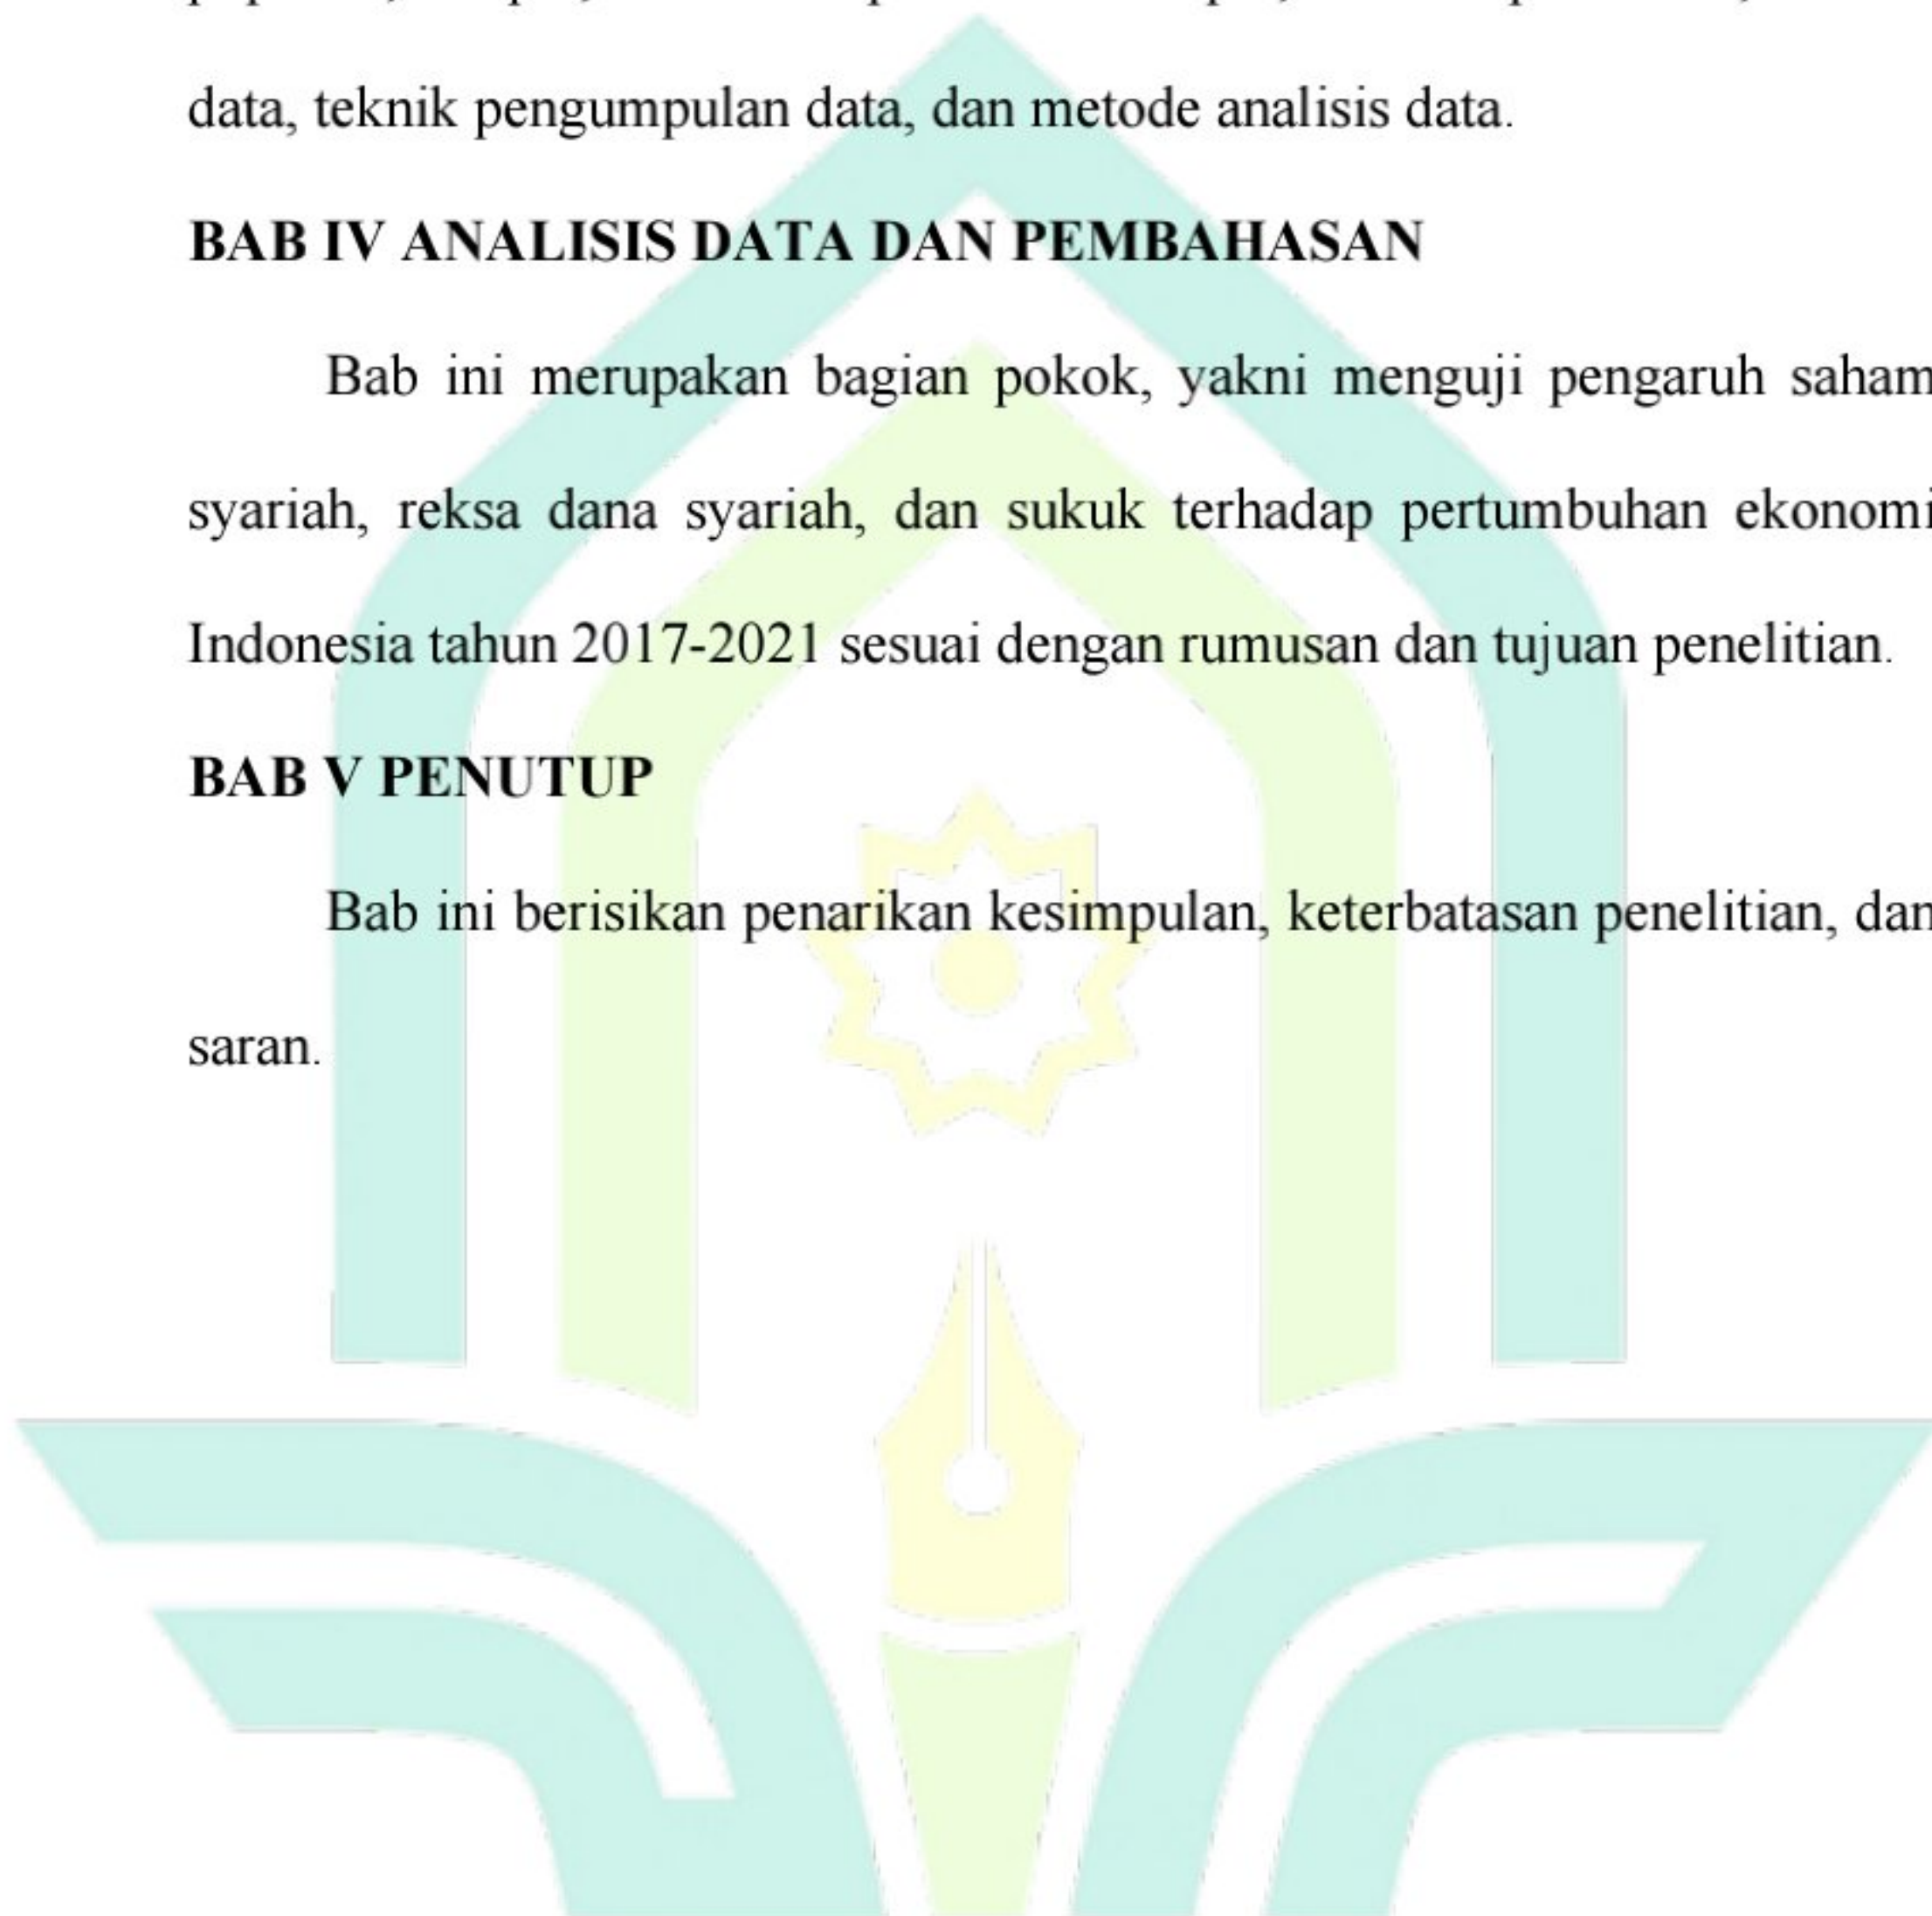 data, teknik pengumpulan data, dan metode analisis data.
BAB IV ANALISIS DATA DAN PEMBAHASAN
Bab ini merupakan bagian pokok, yakni menguji pengaruh saham
syariah, reksa dana syariah, dan sukuk terhadap pertumbuhan ekonomi
Indonesia tahun 2017-2021 sesuai dengan rumusan dan tujuan penelitian.
BAB V PENUTUP
Bab ini berisikan penarikan kesimpulan, keterbatasan penelitian, dan
saran.